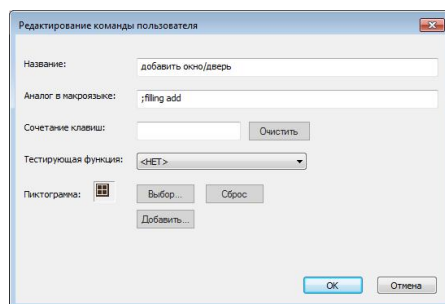 Редактирование команды пользователя
Название: добавить окно/дверь
Аналог в макроязыке: ;filling add
Сочетание клавиш: Очистить
Тестирующая функция: <НЕТ>
Пиктограмма: Выбор... Сброс
Добавить...
OK Отмена